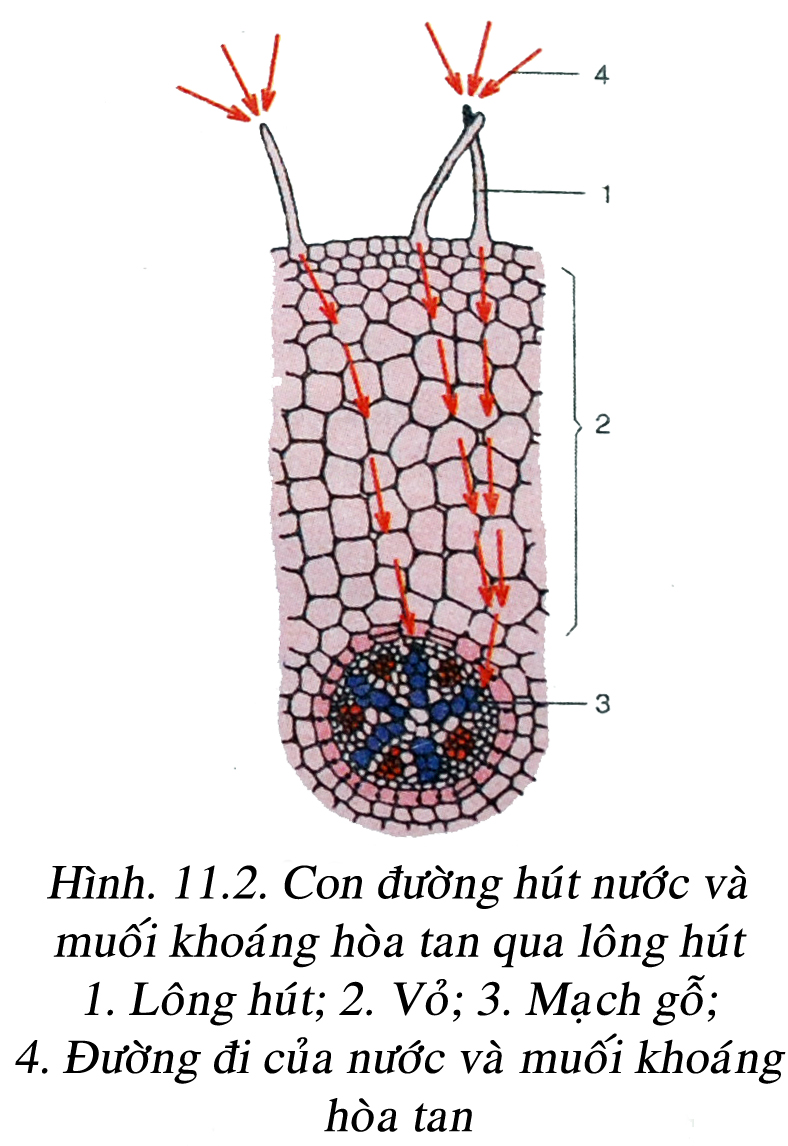 4
1
2
3
Hình. 11.2. Con đường hút nước và
muối khoáng hòa tan qua lông hút
1. Lông hút; 2. Vỏ; 3. Mạch gỗ;
4. Đường đi của nước và muối khoáng
hòa tan